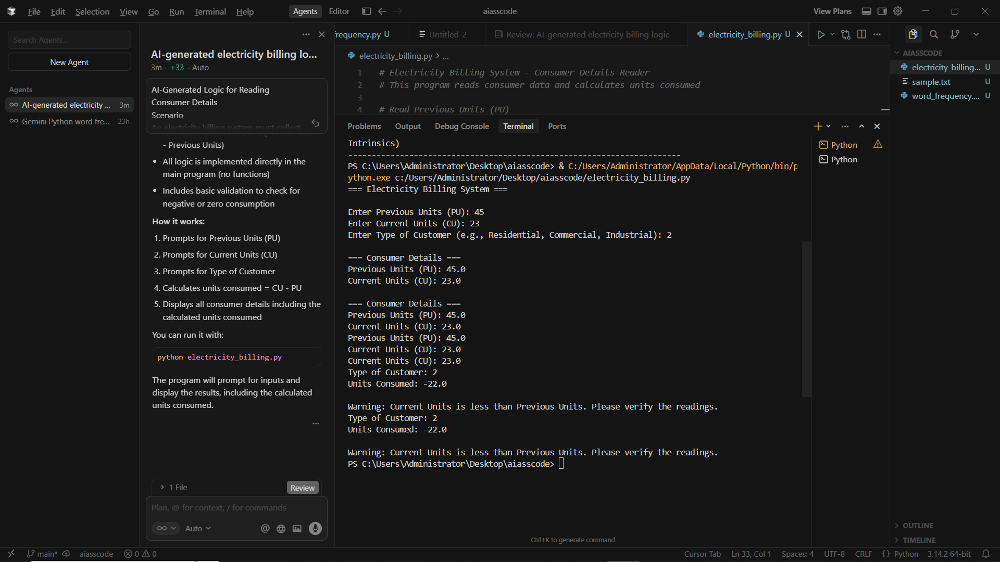 File Edit Selection View Go Run Terminal Help Agents Editor aiasscode View Plans
Search Agents...
New Agent
Agents
AI-generated electricity ... 3m
Gemini Python word fre... 23h
AI-generated electricity billing lo...
3m · +33 · Auto
AI-Generated Logic for Reading
Consumer Details
Scenario
An electricity billing system must collect
Calculates units consumed (Current Units
- Previous Units)
• All logic is implemented directly in the
main program (no functions)
• Includes basic validation to check for
negative or zero consumption
How it works:
1. Prompts for Previous Units (PU)
2. Prompts for Current Units (CU)
3. Prompts for Type of Customer
4. Calculates units consumed = CU - PU
5. Displays all consumer details including the
calculated units consumed
You can run it with:
python electricity_billing.py
The program will prompt for inputs and
display the results, including the calculated
units consumed.
1 File Review
Plan, @ for context, / for commands
Auto
requency.py U Untitled-2 Review: AI-generated electricity billing logic electricity_billing.py U
electricity_billing.py > ...
1 # Electricity Billing System - Consumer Details Reader
2 # This program reads consumer data and calculates units consumed
3
4 # Read Previous Units (PU)
Problems Output Debug Console Terminal Ports
Intrinsics)
-----------------------------------------------------------------------
PS C:\Users\Administrator\Desktop\aiasscode> & C:/Users/Administrator/AppData/Local/Python/bin/p
ython.exe c:/Users/Administrator/Desktop/aiasscode/electricity_billing.py
=== Electricity Billing System ===
Enter Previous Units (PU): 45
Enter Current Units (CU): 23
Enter Type of Customer (e.g., Residential, Commercial, Industrial): 2
=== Consumer Details ===
Previous Units (PU): 45.0
Current Units (CU): 23.0
=== Consumer Details ===
Previous Units (PU): 45.0
Current Units (CU): 23.0
Previous Units (PU): 45.0
Current Units (CU): 23.0
Current Units (CU): 23.0
Type of Customer: 2
Units Consumed: -22.0
Warning: Current Units is less than Previous Units. Please verify the readings.
Type of Customer: 2
Units Consumed: -22.0
Warning: Current Units is less than Previous Units. Please verify the readings.
PS C:\Users\Administrator\Desktop\aiasscode>
Ctrl+K to generate command
Python
Python
AIASSCODE
electricity_billing... U
sample.txt U
word_frequency.... U
OUTLINE
TIMELINE
main* aiasscode 0 0 Cursor Tab Ln 33, Col 1 Spaces: 4 UTF-8 CRLF {} Python 3.14.2 64-bit